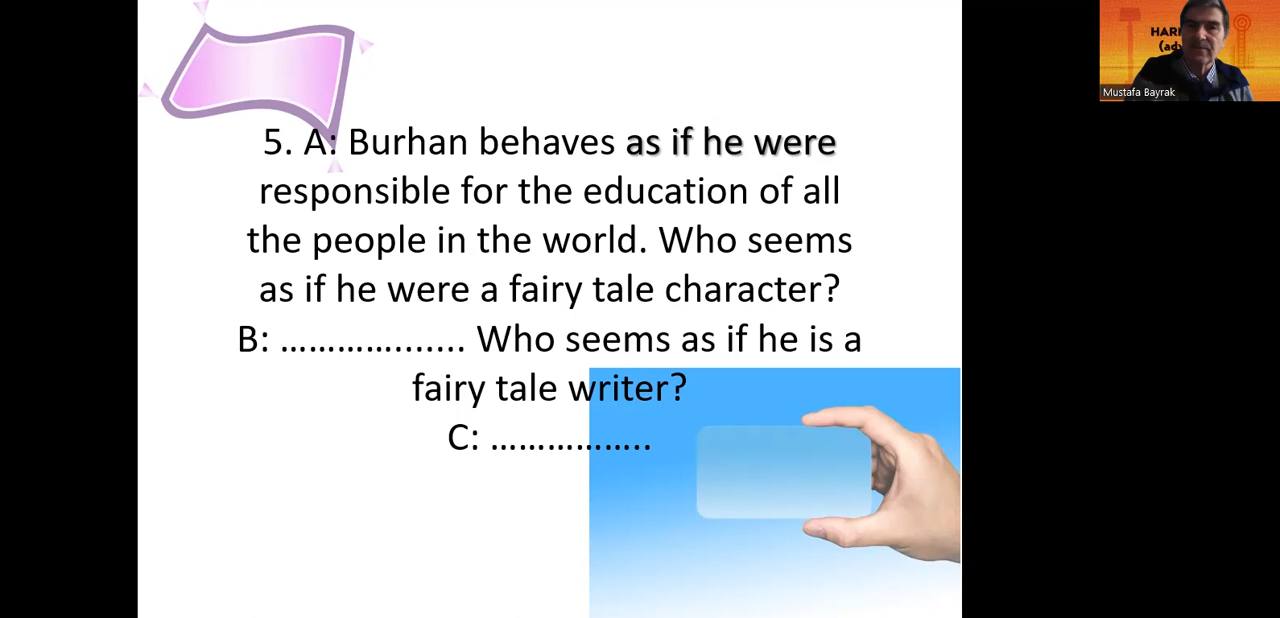 5. A: Burhan behaves as if he were
responsible for the education of all
the people in the world. Who seems
as if he were a fairy tale character?
B: …………....... Who seems as if he is a
fairy tale writer?
C: ……………..
Mustafa Bayrak